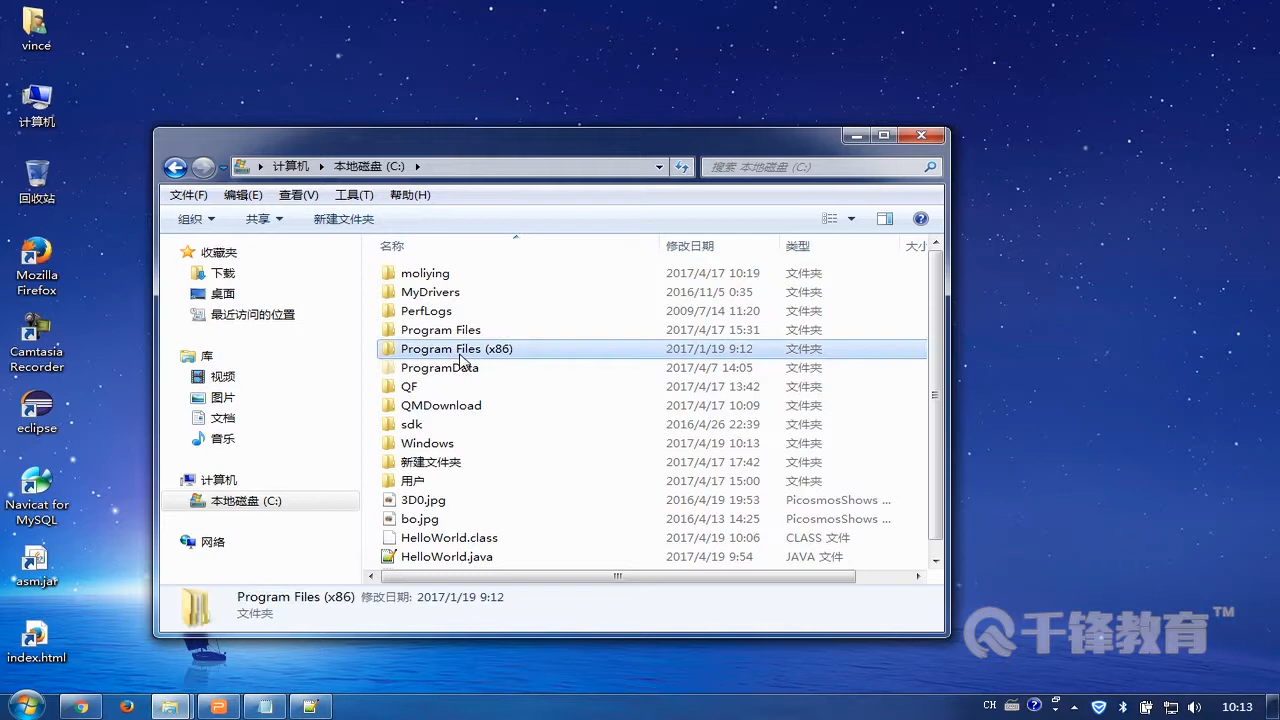 vince
计算机
回收站
Mozilla
Firefox
Camtasia
Recorder
eclipse
Navicat for
MySQL
asm.jar
index.html
计算机
本地磁盘 (C:)
搜索 本地磁盘 (C:)
文件(F) 编辑(E) 查看(V) 工具(T) 帮助(H)
组织 共享 新建文件夹
收藏夹
下载
桌面
最近访问的位置
库
视频
图片
文档
音乐
计算机
本地磁盘 (C:)
网络
名称 修改日期 类型
moliying 2017/4/17 10:19 文件夹
MyDrivers 2016/11/5 0:35 文件夹
PerfLogs 2009/7/14 11:20 文件夹
Program Files 2017/4/17 15:31 文件夹
Program Files (x86) 2017/1/19 9:12 文件夹
ProgramData 2017/4/7 14:05 文件夹
QF 2017/4/17 13:42 文件夹
QMDownload 2017/4/17 10:09 文件夹
sdk 2016/4/26 22:39 文件夹
Windows 2017/4/19 10:13 文件夹
新建文件夹 2017/4/17 17:42 文件夹
用户 2017/4/17 15:00 文件夹
3D0.jpg 2016/4/19 19:53 PicosmosShows ...
bo.jpg 2016/4/13 14:25 PicosmosShows ...
HelloWorld.class 2017/4/19 10:06 CLASS 文件
HelloWorld.java 2017/4/19 9:54 JAVA 文件
Program Files (x86) 修改日期: 2017/1/19 9:12
文件夹
千锋教育™
CH
10:13